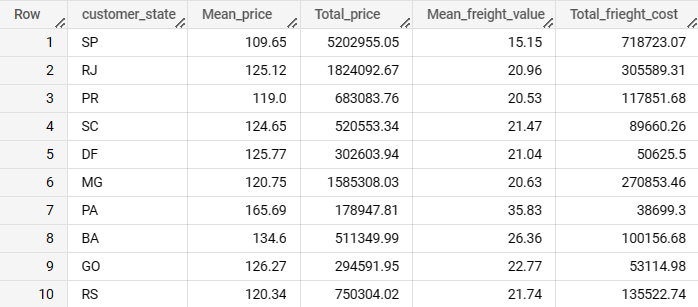 Row customer_state Mean_price Total_price Mean_freight_value Total_frieght_cost
1 SP 109.65 5202955.05 15.15 718723.07
2 RJ 125.12 1824092.67 20.96 305589.31
3 PR 119.0 683083.76 20.53 117851.68
4 SC 124.65 520553.34 21.47 89660.26
5 DF 125.77 302603.94 21.04 50625.5
6 MG 120.75 1585308.03 20.63 270853.46
7 PA 165.69 178947.81 35.83 38699.3
8 BA 134.6 511349.99 26.36 100156.68
9 GO 126.27 294591.95 22.77 53114.98
10 RS 120.34 750304.02 21.74 135522.74